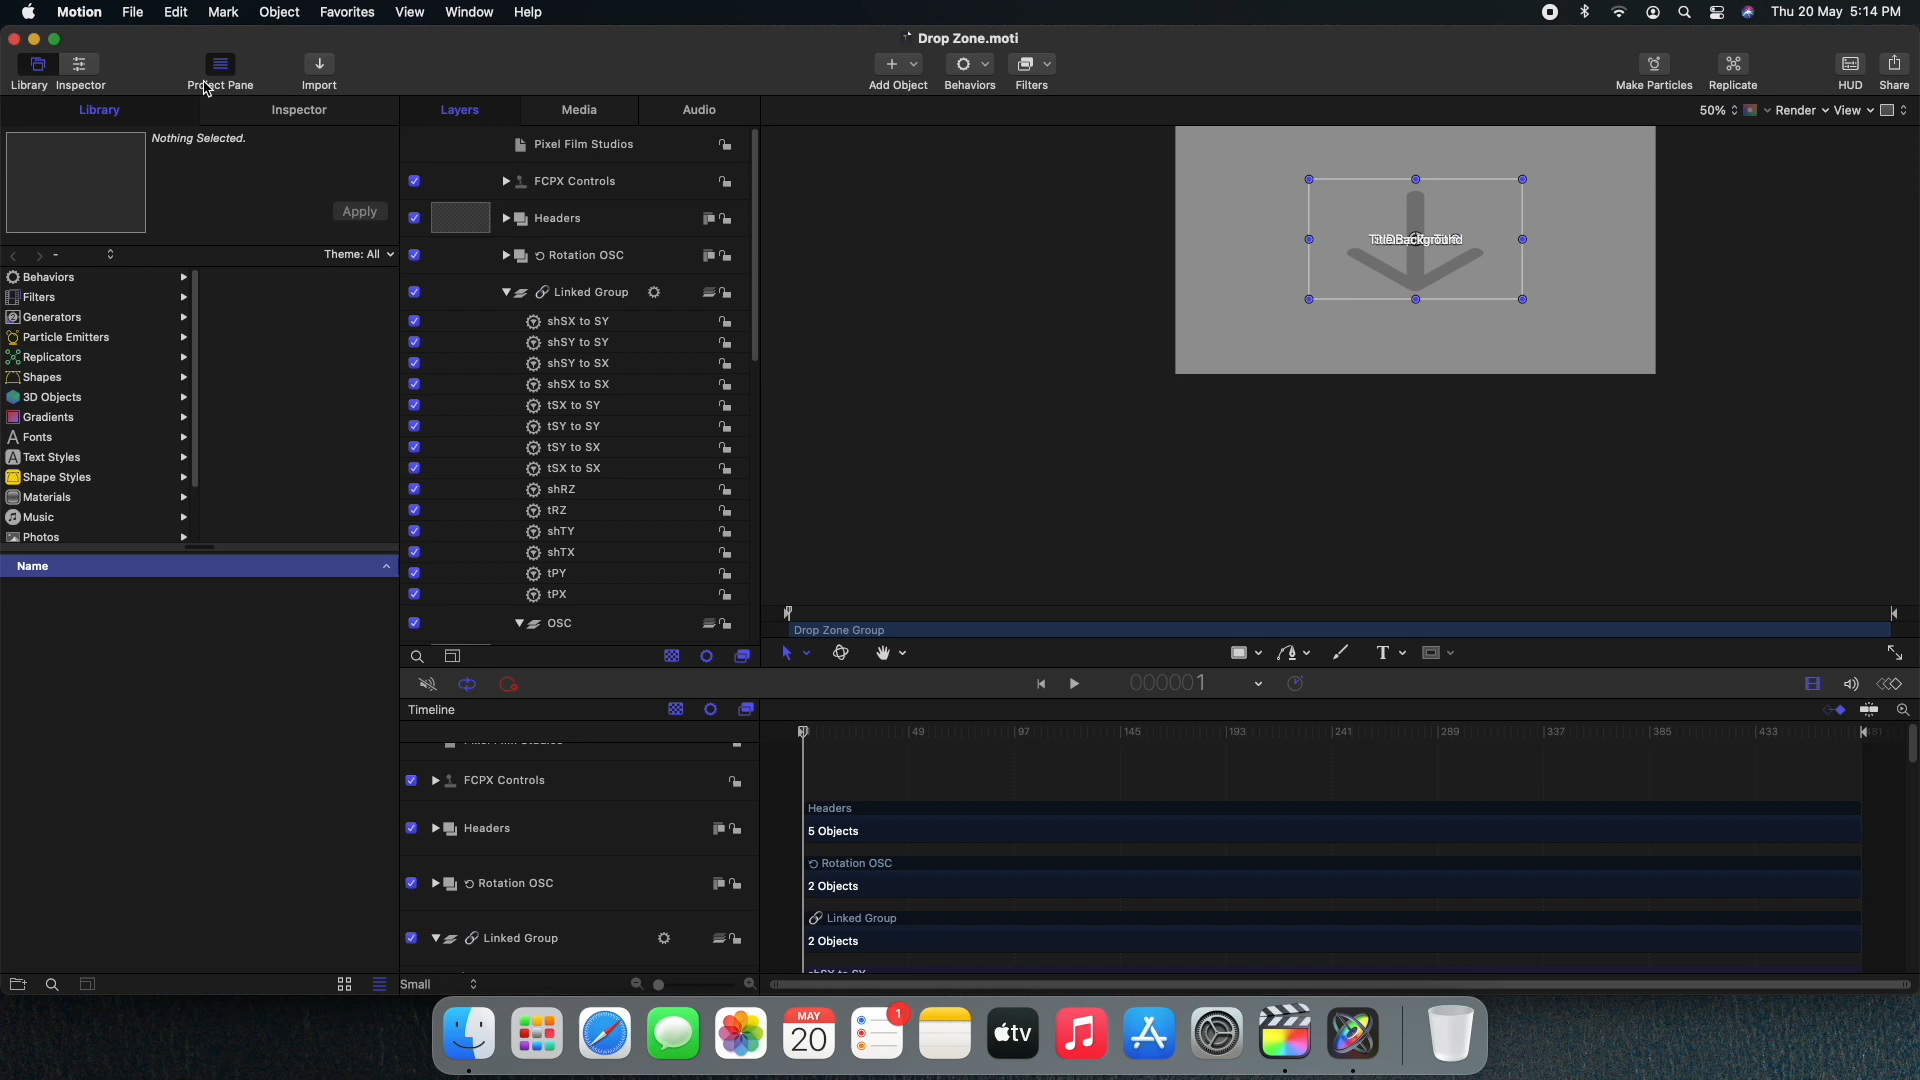 Motion File Edit Mark Object Favorites View Window Help Thu 20 May 5:14 PM
Drop Zone.moti
Library Inspector Project Pane Import Add Object Behaviors Filters Make Particles Replicate HUD Share
Library Inspector Layers Media Audio
50% Render View
Nothing Selected.
Apply
- Theme: All
Behaviors
Filters
Generators
Particle Emitters
Replicators
Shapes
3D Objects
Gradients
Fonts
Text Styles
Shape Styles
Materials
Music
Photos
Name
Pixel Film Studios
FCPX Controls
Headers
Rotation OSC
Linked Group
shSX to SY
shSY to SY
shSY to SX
shSX to SX
tSX to SY
tSY to SY
tSY to SX
tSX to SX
shRZ
tRZ
shTY
shTX
tPY
tPX
OSC
Drop Zone Group
000001
Timeline
49 97 145 193 241 289 337 385 433
FCPX Controls
Headers
Rotation OSC
Linked Group
Headers
5 Objects
Rotation OSC
2 Objects
Linked Group
2 Objects
shSX to SY
Small
MAY
20
1
tv